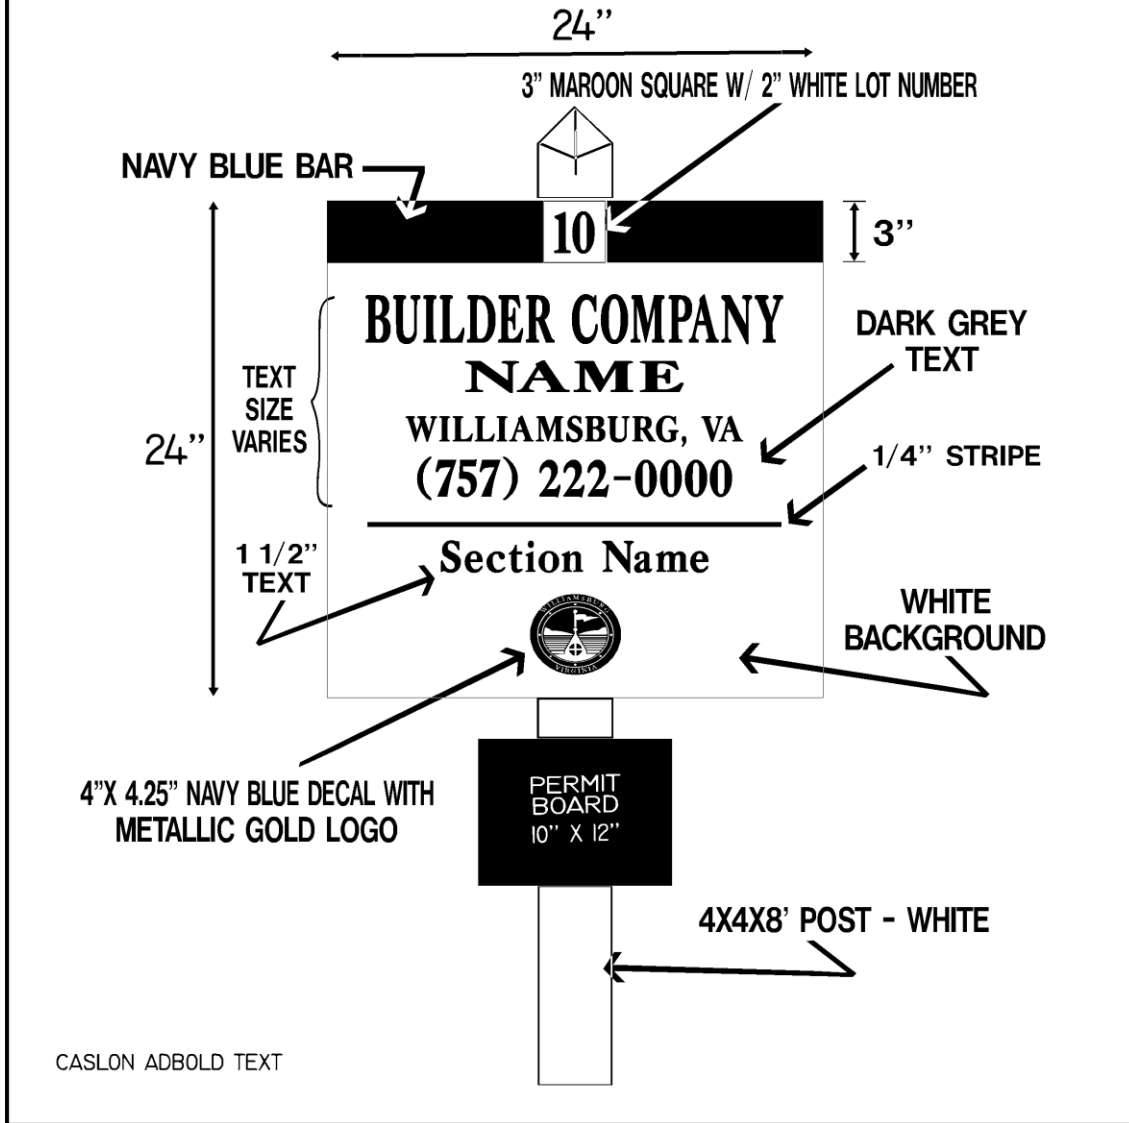 24”
3” MAROON SQUARE W/ 2” WHITE LOT NUMBER
NAVY BLUE BAR
10
3”
BUILDER COMPANY
NAME
WILLIAMSBURG, VA
(757) 222-0000
TEXT
SIZE
VARIES
24”
DARK GREY
TEXT
1/4” STRIPE
Section Name
1 1/2”
TEXT
WILLIAMSBURG
VIRGINIA
WHITE
BACKGROUND
4”X 4.25” NAVY BLUE DECAL WITH
METALLIC GOLD LOGO
PERMIT
BOARD
10” X 12”
4X4X8’ POST - WHITE
CASLON ADBOLD TEXT